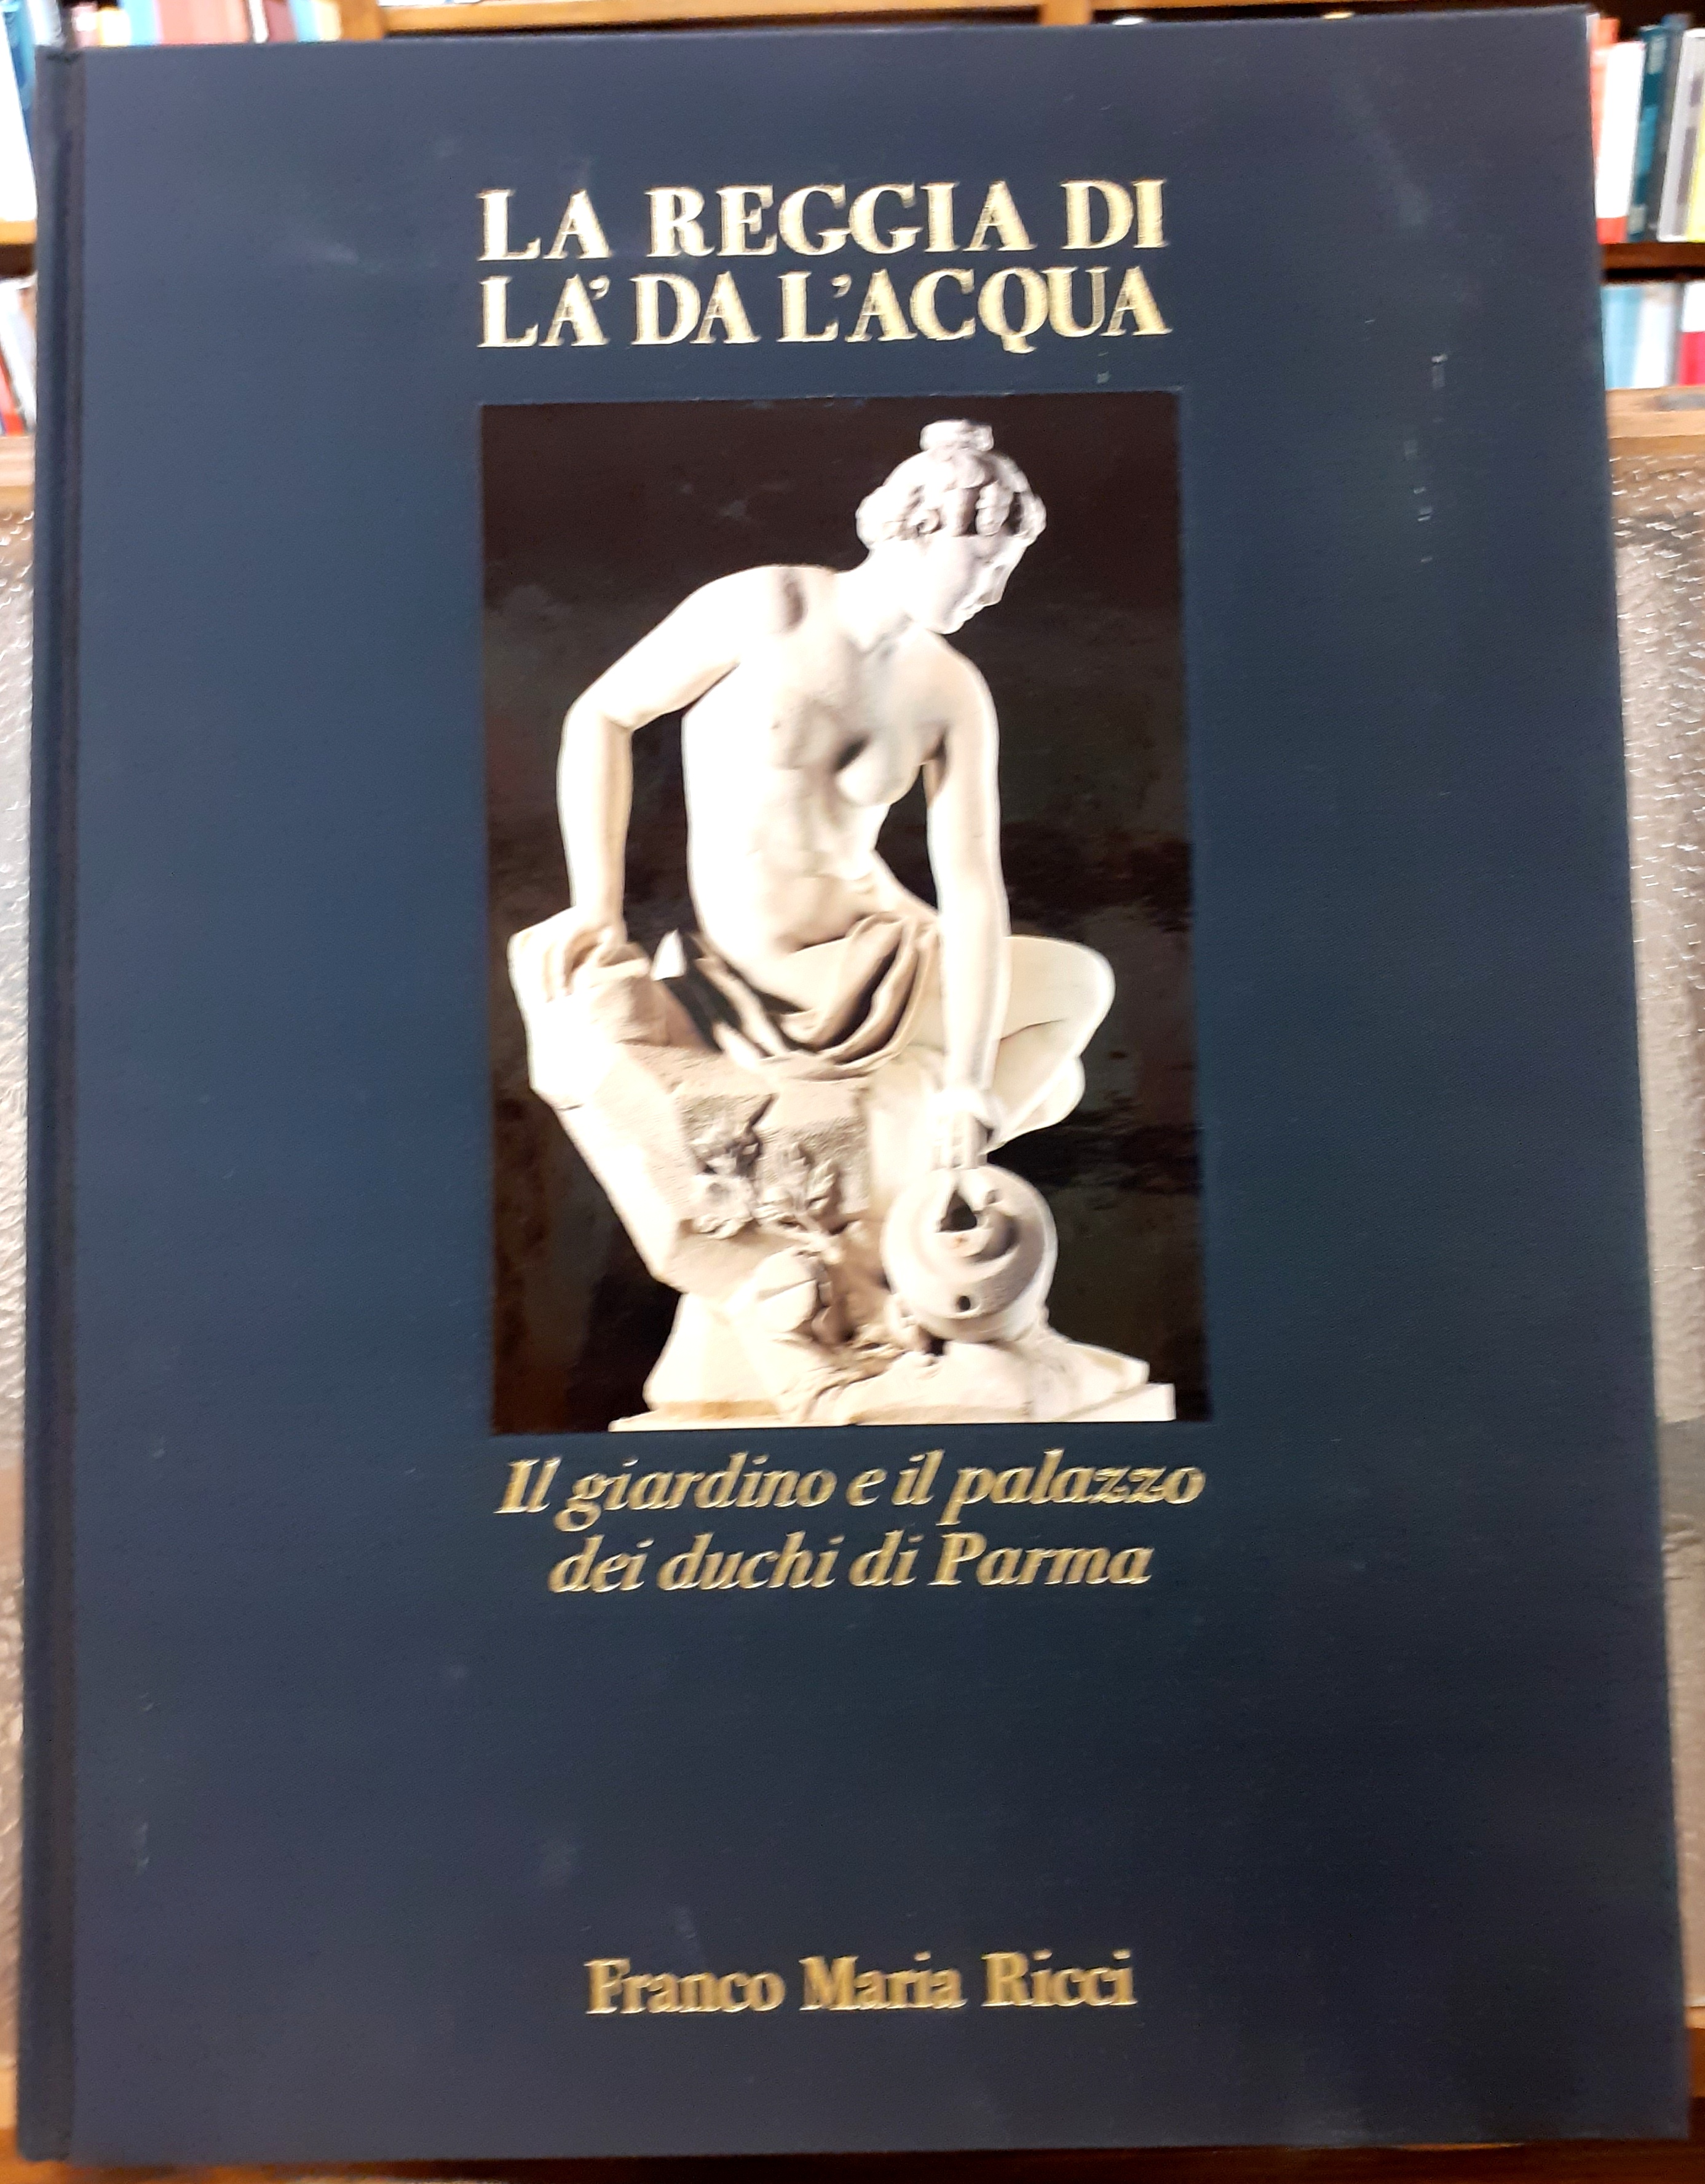 LA REGGIA DI
LA' DA L'ACQUA
Il giardino e il palazzo
dei duchi di Parma
Franco Maria Ricci